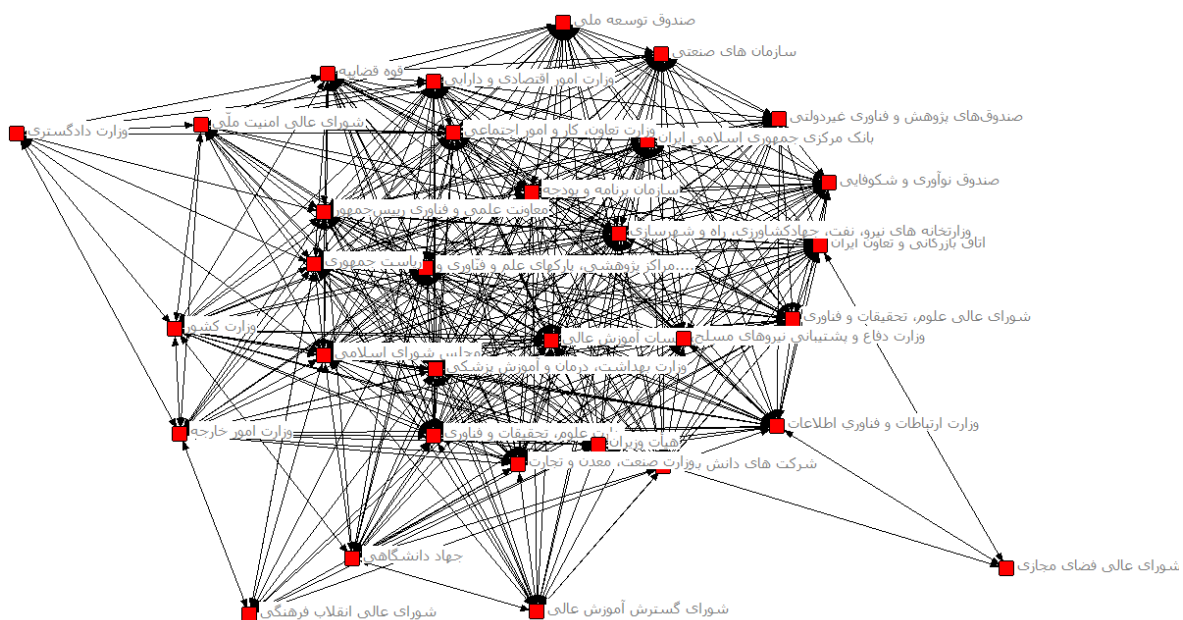 صندوق توسعه ملی
سازمان های صنعتی
قوه قضاییه
وزارت امور اقتصادی و دارایی
صندوق‌های پژوهش و فناوری غیردولتی
شورای عالی امنیت ملی
وزارت تعاون، کار و امور اجتماعی
وزارت دادگستری
بانک مرکزی جمهوری اسلامی ایران
صندوق نوآوری و شکوفایی
سازمان برنامه و بودجه
معاونت علمی و فناوری رییس‌جمهور
وزارتخانه های نیرو، نفت، جهادکشاورزی، راه و شهرسازی
اتاق بازرگانی و تعاون ایران
ریاست جمهوری
مراکز پژوهشی، پارکهای علم و فناوری و....
شورای عالی علوم، تحقیقات و فناوری
وزارت کشور
وزارت دفاع و پشتیبانی نیروهای مسلح
سسات آموزش عالی
مجلس شورای اسلامی
وزارت بهداشت، درمان و آموزش پزشکی
وزارت ارتباطات و فناوری اطلاعات
وزارت امور خارجه
ت علوم، تحقیقات و فناوری
هیأت وزیران
شرکت های دانش
وزارت صنعت، معدن و تجارت
جهاد دانشگاهی
شورای عالی فضای مجازی
شورای گسترش آموزش عالی
شورای عالی انقلاب فرهنگی